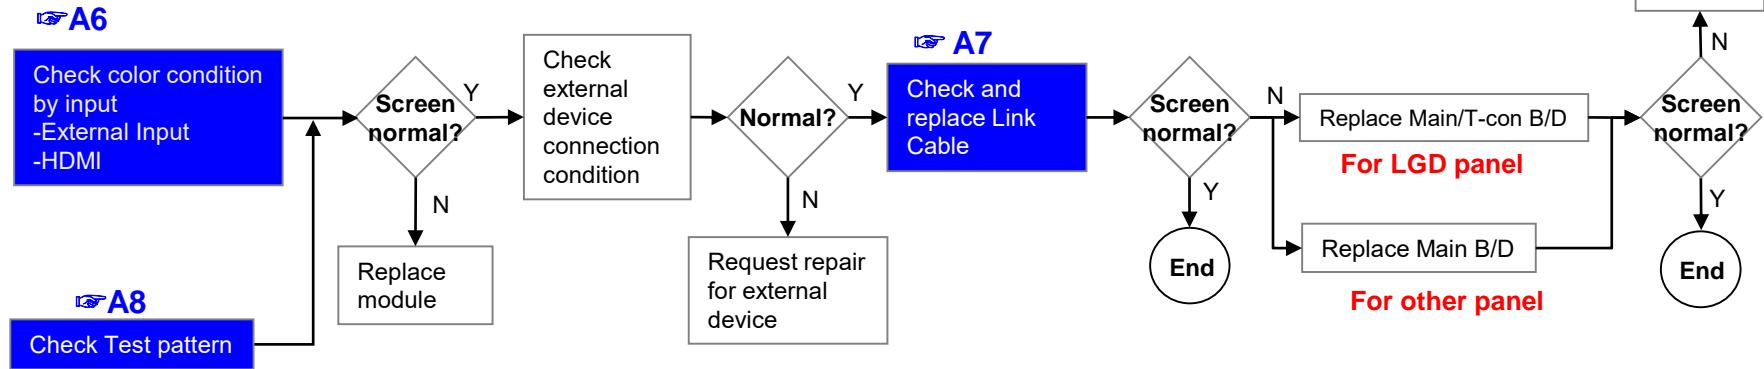 ☞A6
Check color condition
by input
-External Input
-HDMI
☞A8
Check Test pattern
Screen
normal?
Y
N
Replace
module
Check
external
device
connection
condition
Normal?
Y
N
Request repair
for external
device
☞ A7
Check and
replace Link
Cable
Screen
normal?
N
Y
End
Replace Main/T-con B/D
For LGD panel
Replace Main B/D
For other panel
Screen
normal?
N
Y
End